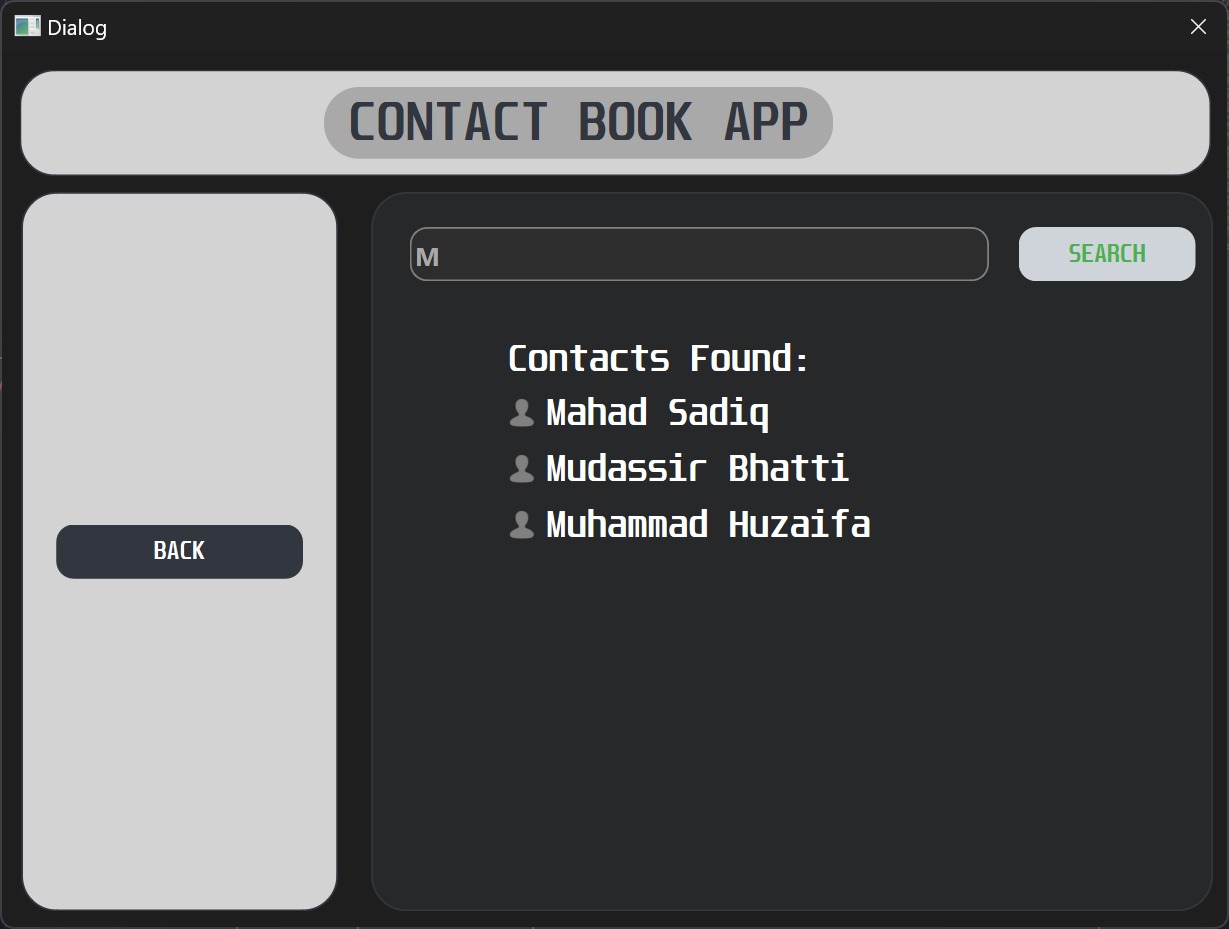 Dialog
CONTACT BOOK APP
M
SEARCH
Contacts Found:
Mahad Sadiq
Mudassir Bhatti
Muhammad Huzaifa
BACK